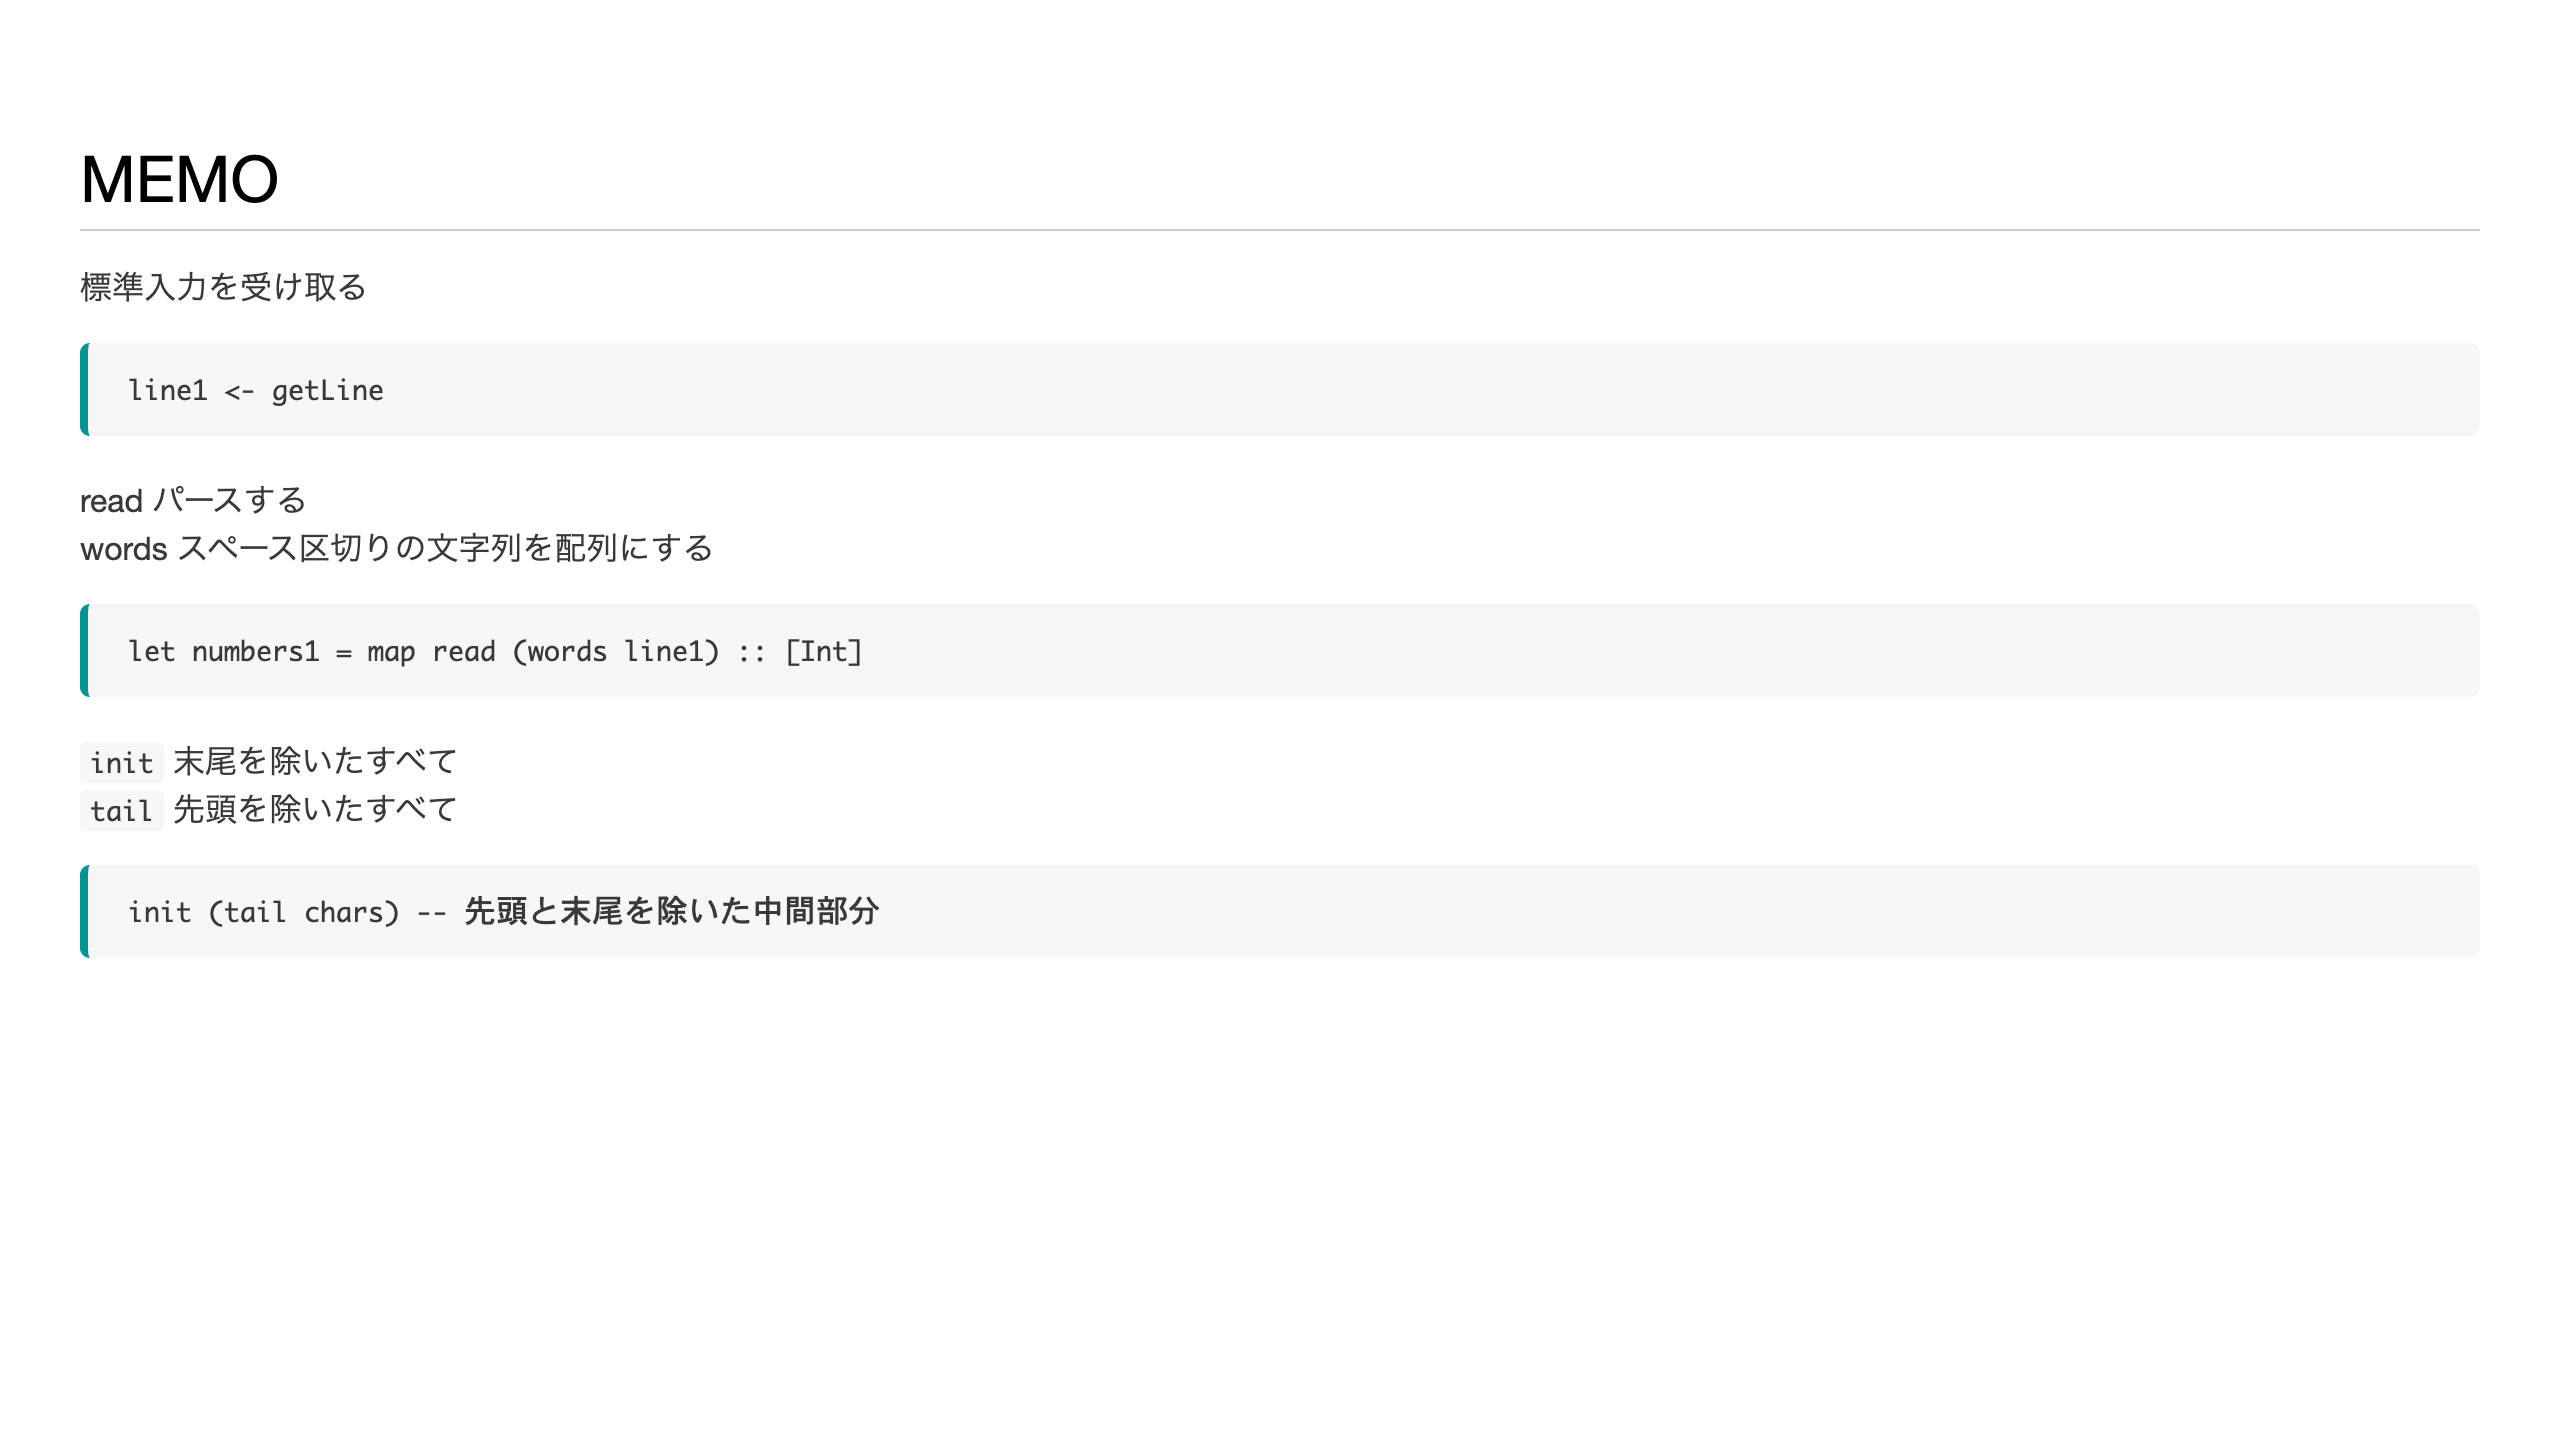 MEMO
標準入力を受け取る
line1 <- getLine
read パースする
words スペース区切りの文字列を配列にする
let numbers1 = map read (words line1) :: [Int]
init 末尾を除いたすべて
tail 先頭を除いたすべて
init (tail chars) -- 先頭と末尾を除いた中間部分